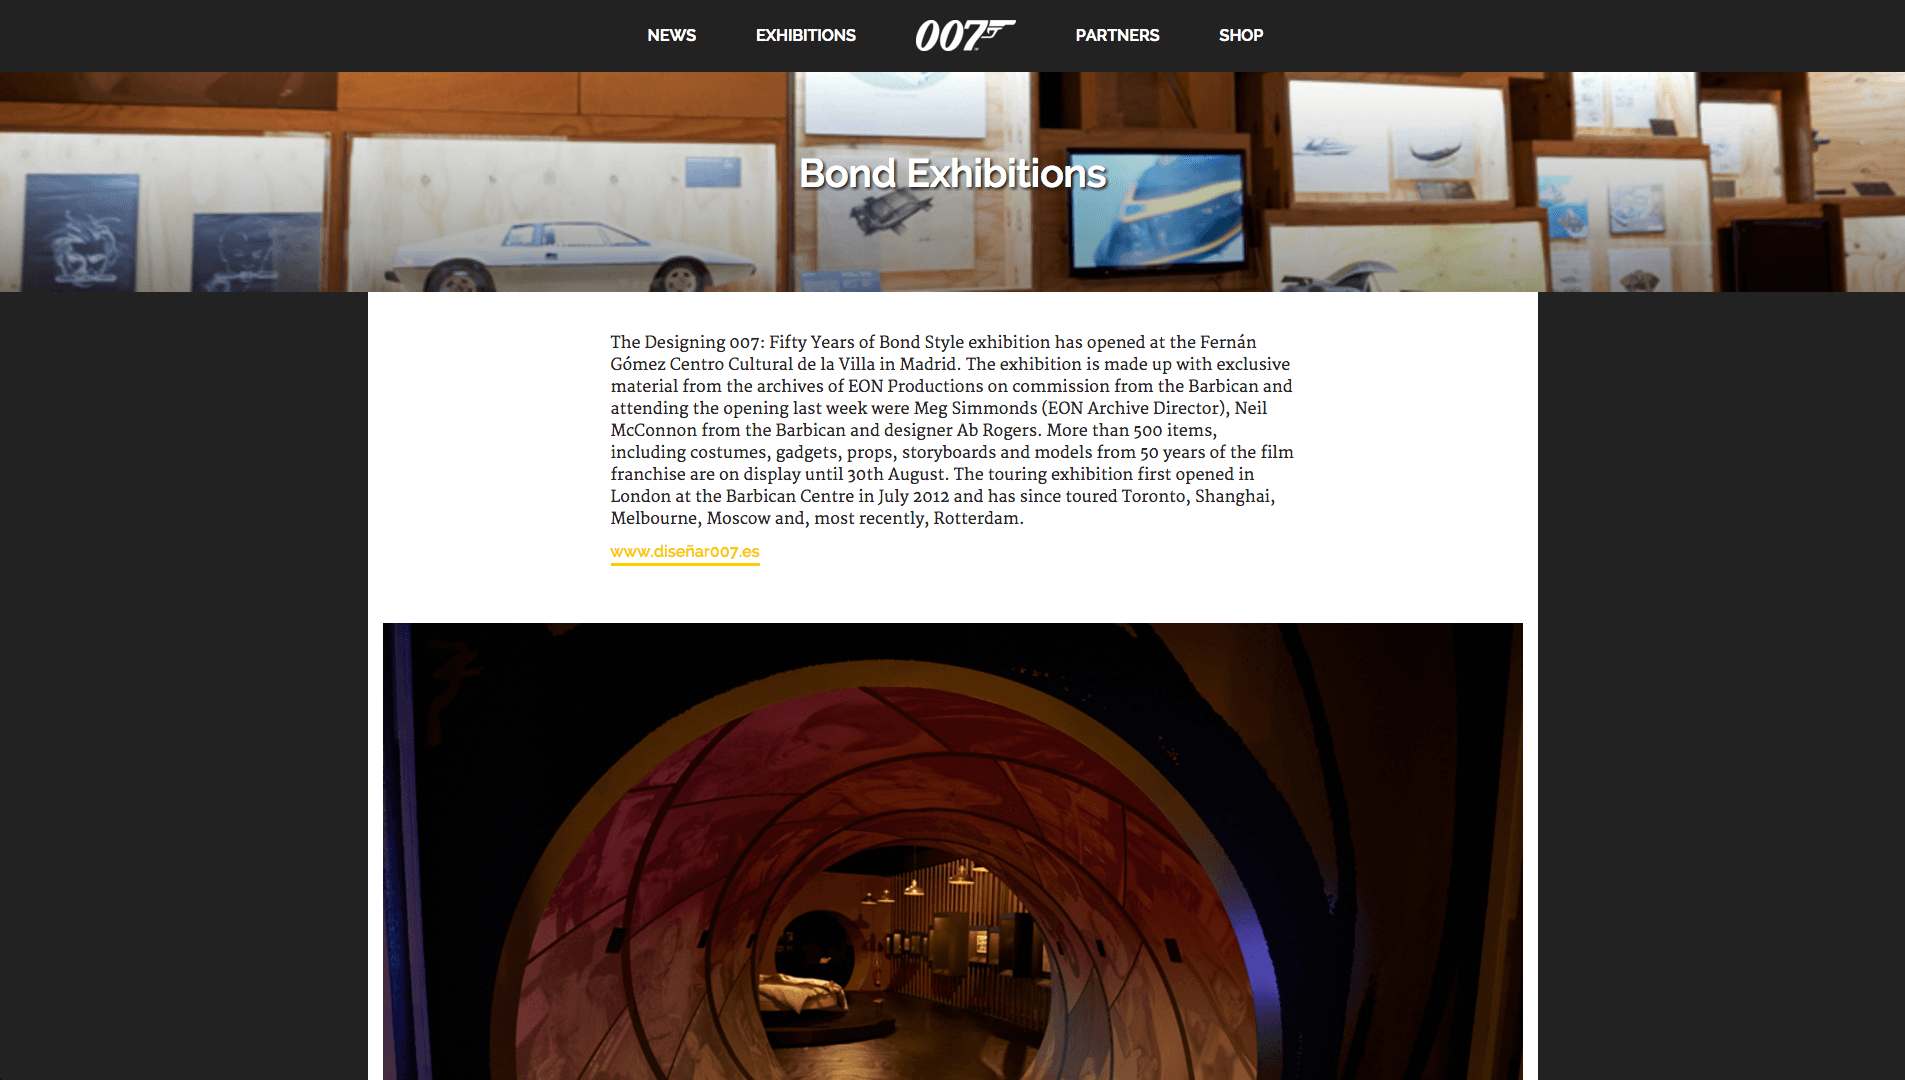 NEWS
EXHIBITIONS
007
PARTNERS
SHOP
Bond Exhibitions
The Designing 007: Fifty Years of Bond Style exhibition has opened at the Fernán
Gómez Centro Cultural de la Villa in Madrid. The exhibition is made up with exclusive
material from the archives of EON Productions on commission from the Barbican and
attending the opening last week were Meg Simmonds (EON Archive Director), Neil
McConnon from the Barbican and designer Ab Rogers. More than 500 items,
including costumes, gadgets, props, storyboards and models from 50 years of the film
franchise are on display until 30th August. The touring exhibition first opened in
London at the Barbican Centre in July 2012 and has since toured Toronto, Shanghai,
Melbourne, Moscow and, most recently, Rotterdam.
www.diseñar007.es